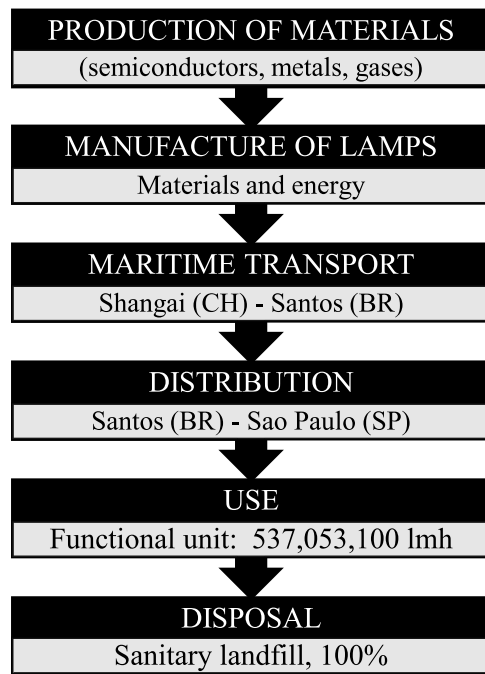 PRODUCTION OF MATERIALS
(semiconductors, metals, gases)
MANUFACTURE OF LAMPS
Materials and energy
MARITIME TRANSPORT
Shangai (CH) - Santos (BR)
DISTRIBUTION
Santos (BR) - Sao Paulo (SP)
USE
Functional unit: 537,053,100 lmh
DISPOSAL
Sanitary landfill, 100%